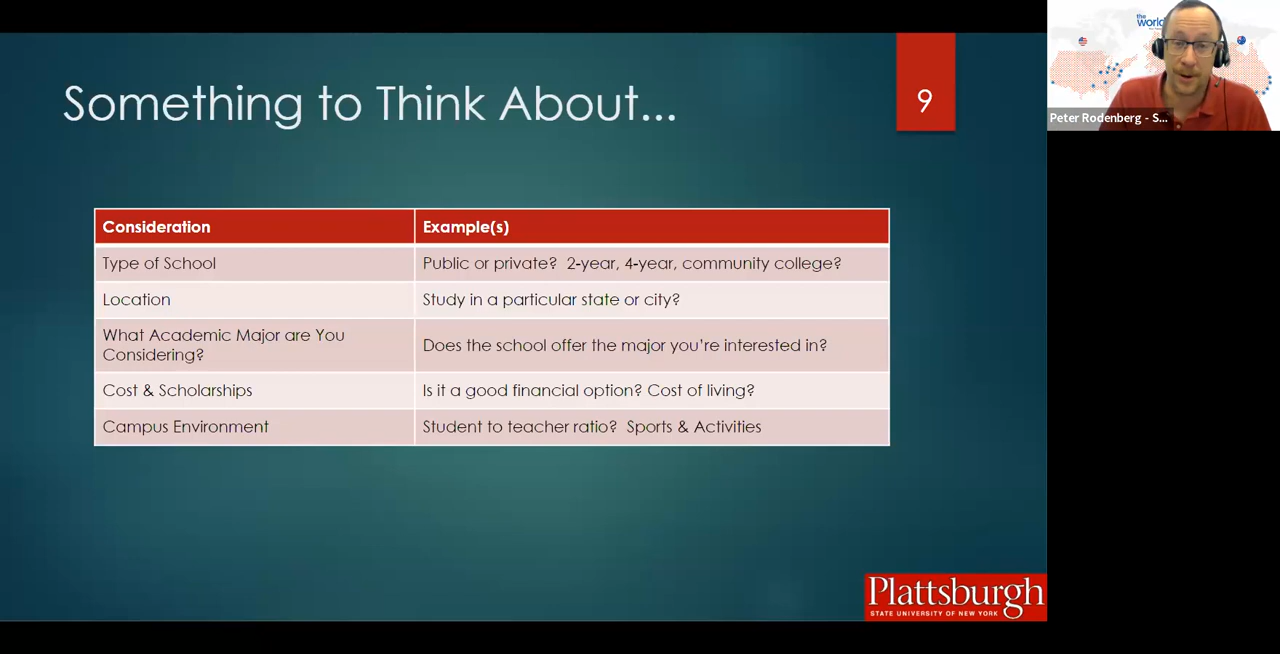 Something to Think About...
9
Consideration
Example(s)
Type of School
Public or private?  2-year, 4-year, community college?
Location
Study in a particular state or city?
What Academic Major are You
Considering?
Does the school offer the major you're interested in?
Cost & Scholarships
Is it a good financial option? Cost of living?
Campus Environment
Student to teacher ratio?  Sports & Activities
Plattsburgh
STATE UNIVERSITY OF NEW YORK
the
world
Peter Rodenberg - S...